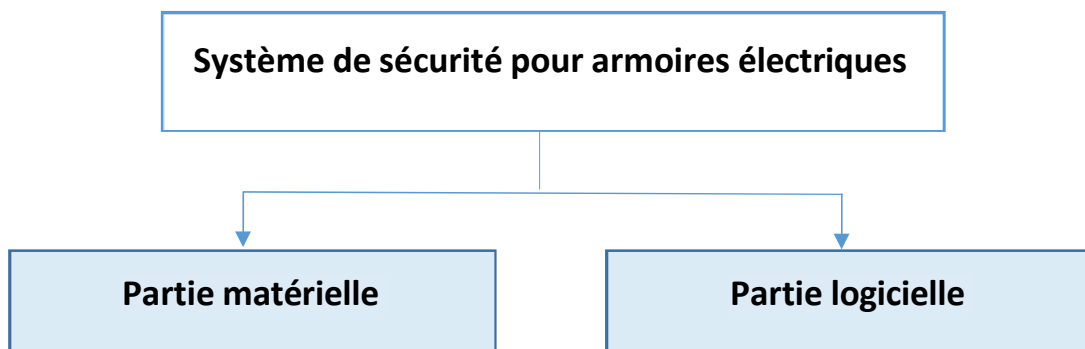 Système de sécurité pour armoires électriques
Partie matérielle
Partie logicielle